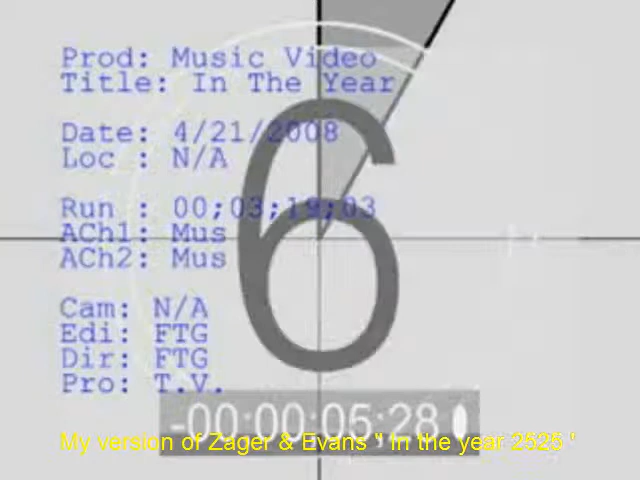 Prod: Music Video
Title: In The Year
Date: 4/21/2008
Loc : N/A
Run : 00;03;19;03
ACh1: Mus
ACh2: Mus
Cam: N/A
Edi: FTG
Dir: FTG
Pro: T.V.
6
-00:00:05:28
My version of Zager & Evans " In the year 2525 "